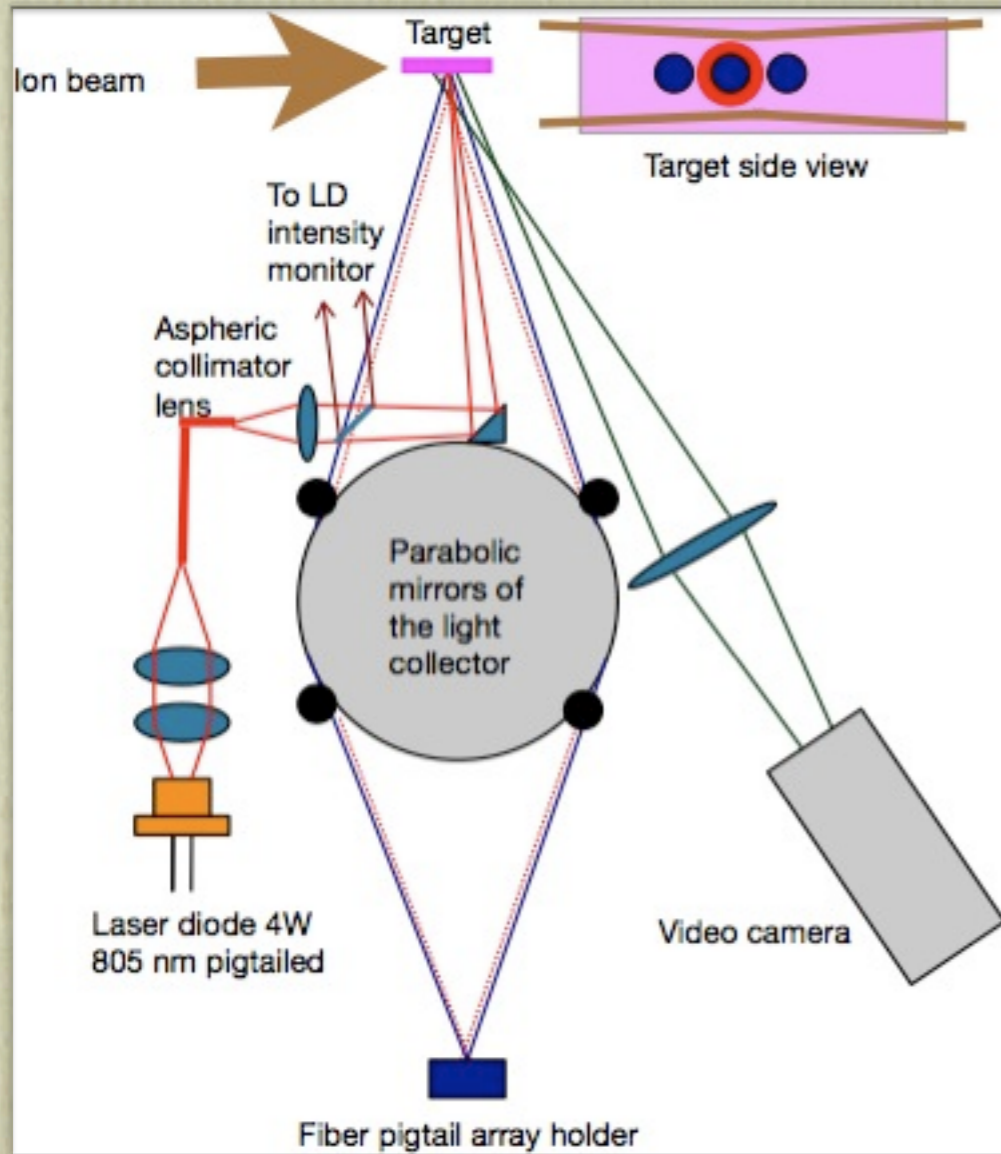 Target
Ion beam
Target side view
To LD
intensity
monitor
Aspheric
collimator
lens
Parabolic
mirrors of
the light
collector
Laser diode 4W
805 nm pigtailed
Video camera
Fiber pigtail array holder